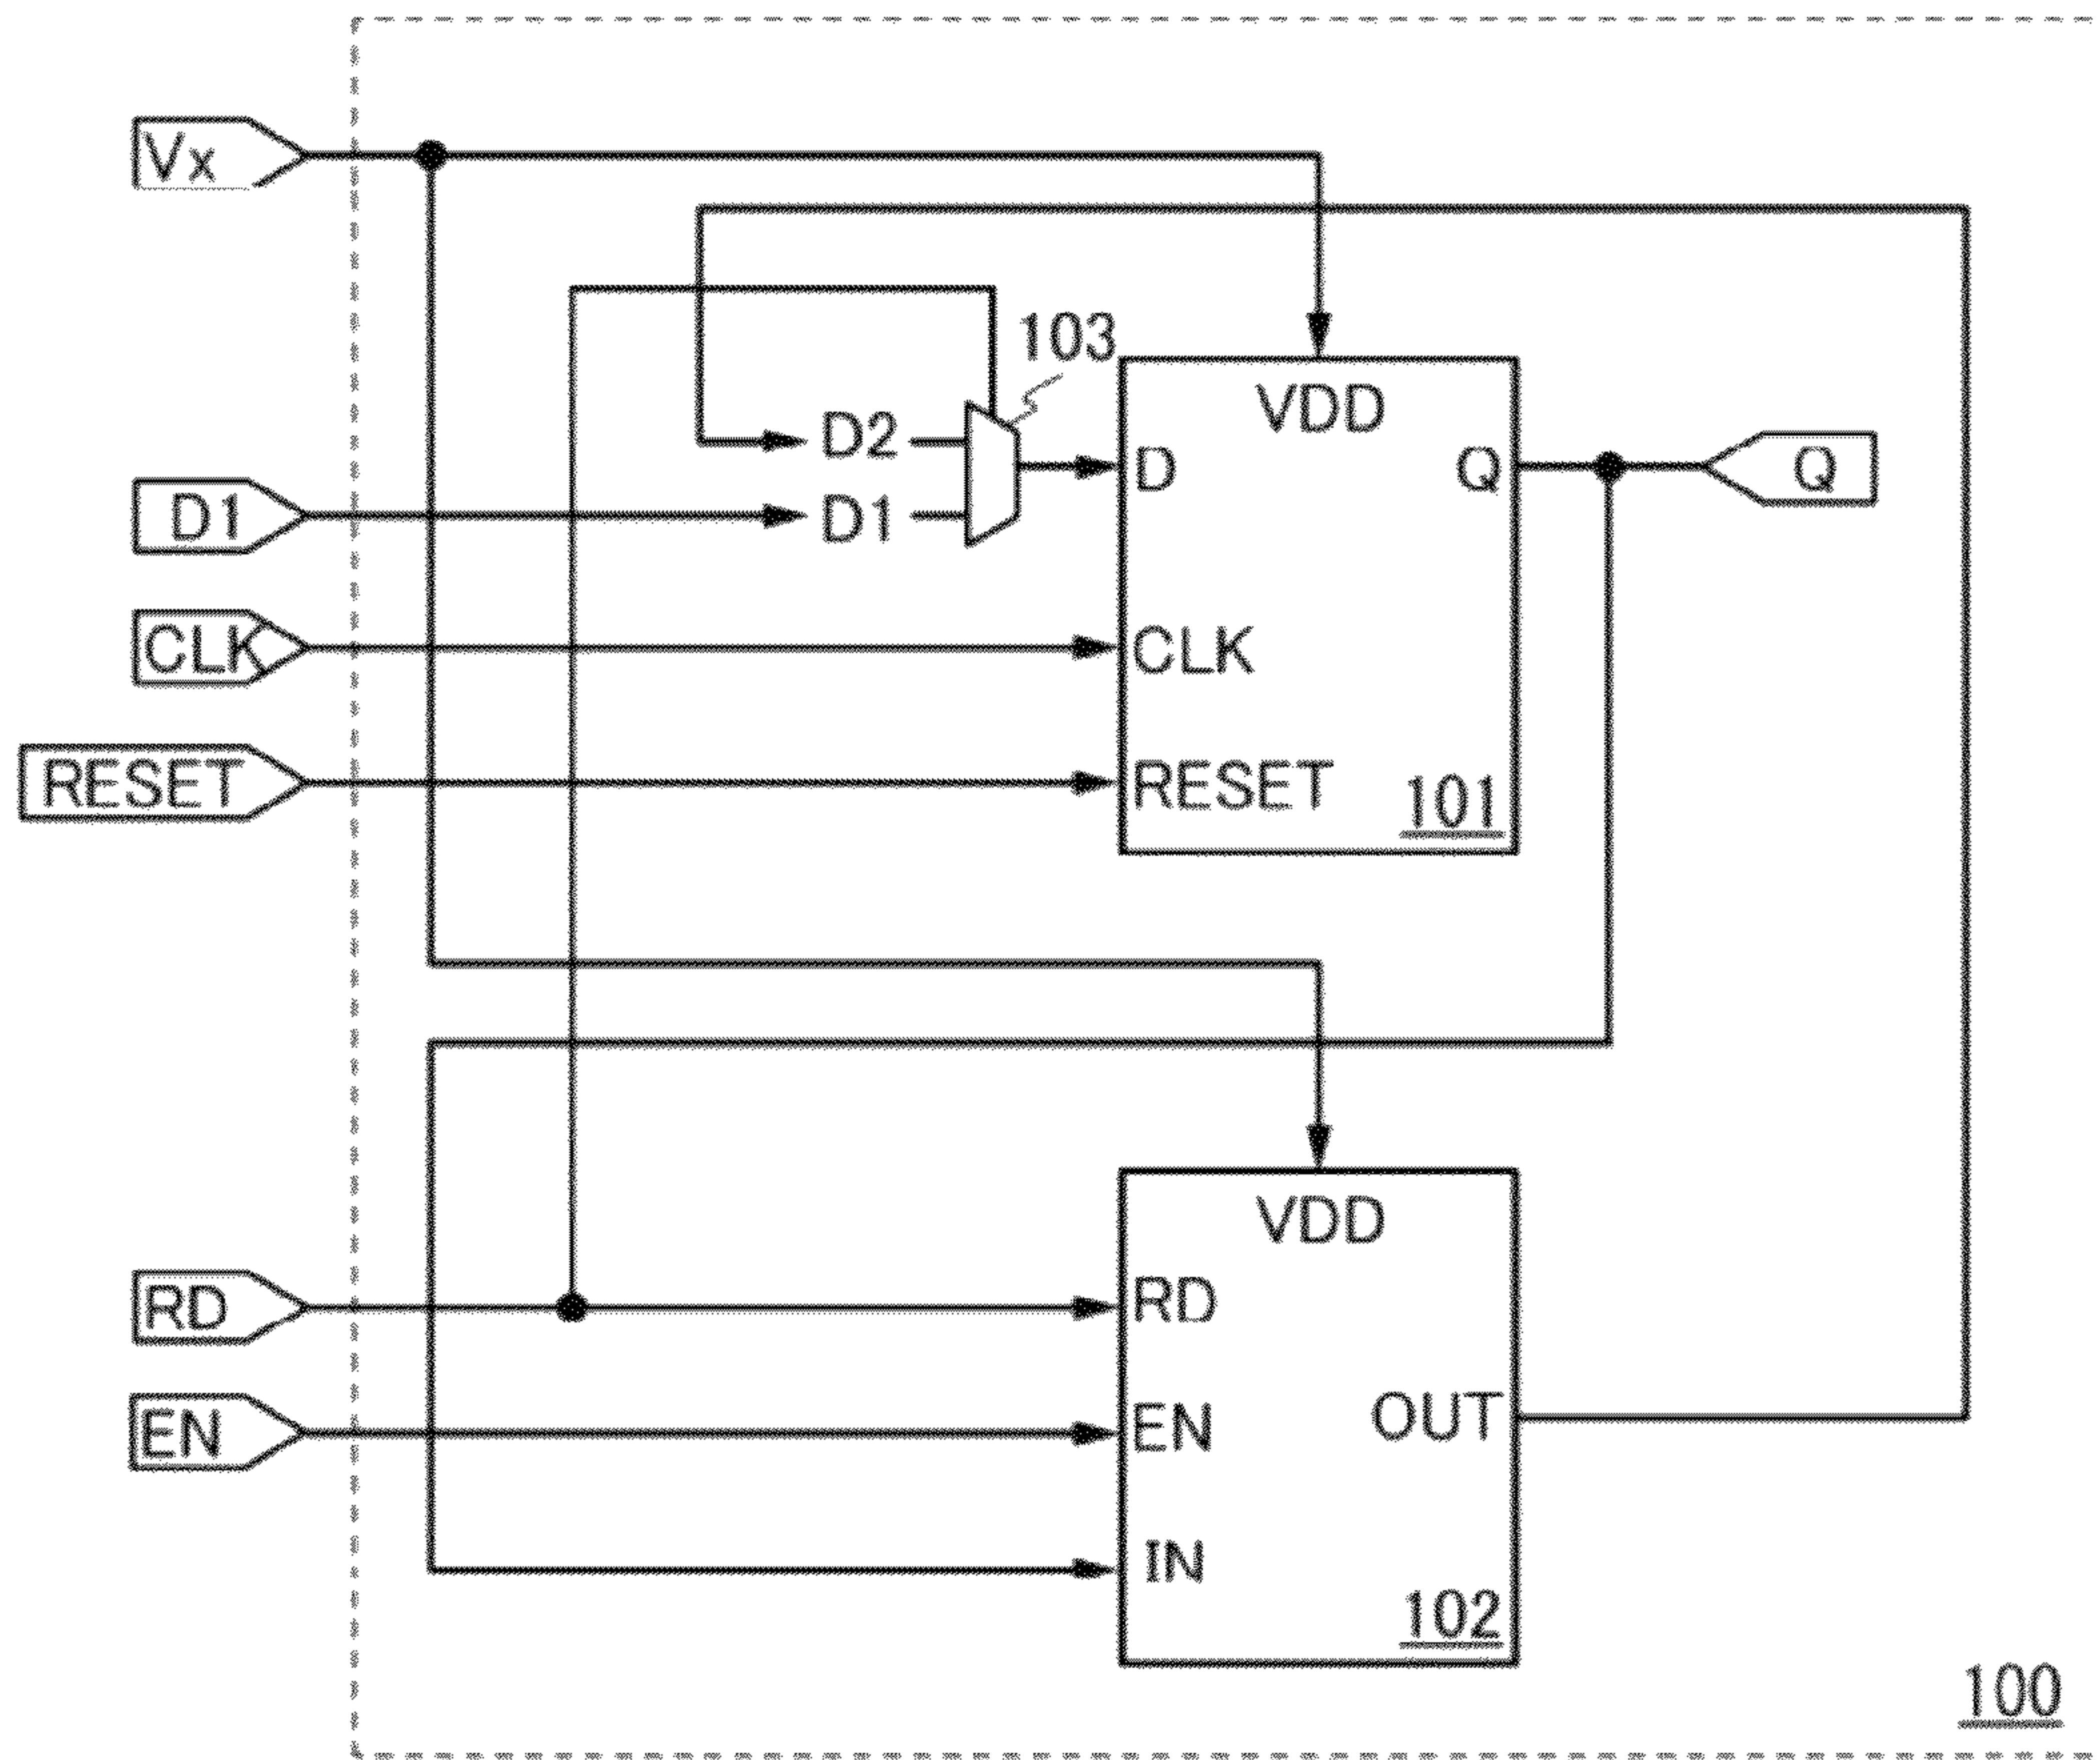 Vx
103
VDD
D2
D
Q
Q
D1
D1
CLK
CLK
RESET
RESET
101
VDD
RD
RD
EN
EN
OUT
IN
102
100